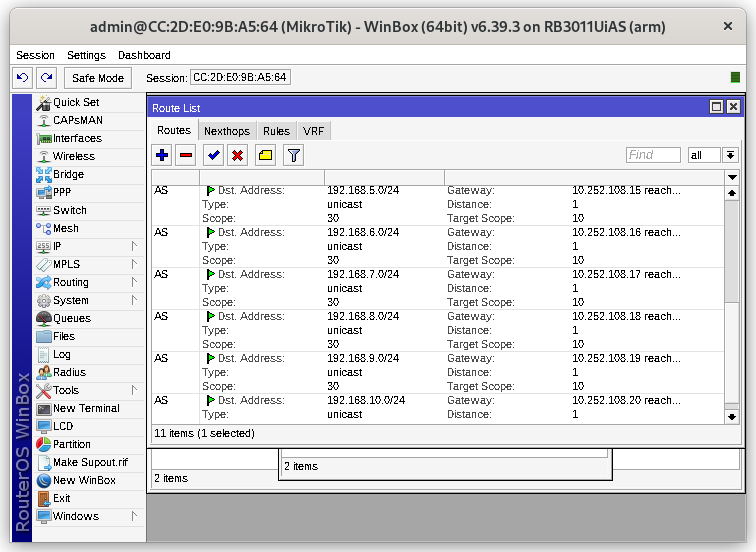 admin@CC:2D:E0:9B:A5:64 (MikroTik) - WinBox (64bit) v6.39.3 on RB3011UiAS (arm)
Session Settings Dashboard
Safe Mode Session: CC:2D:E0:9B:A5:64
RouterOS WinBox
Quick Set
CAPsMAN
Interfaces
Wireless
Bridge
PPP
Switch
Mesh
IP
MPLS
Routing
System
Queues
Files
Log
Radius
Tools
New Terminal
LCD
Partition
Make Supout.rif
New WinBox
Exit
Windows
Route List
Routes Nexthops Rules VRF
Find all
AS Dst. Address: 192.168.5.0/24 Gateway: 10.252.108.15 reach...
Type: unicast Distance: 1
Scope: 30 Target Scope: 10
AS Dst. Address: 192.168.6.0/24 Gateway: 10.252.108.16 reach...
Type: unicast Distance: 1
Scope: 30 Target Scope: 10
AS Dst. Address: 192.168.7.0/24 Gateway: 10.252.108.17 reach...
Type: unicast Distance: 1
Scope: 30 Target Scope: 10
AS Dst. Address: 192.168.8.0/24 Gateway: 10.252.108.18 reach...
Type: unicast Distance: 1
Scope: 30 Target Scope: 10
AS Dst. Address: 192.168.9.0/24 Gateway: 10.252.108.19 reach...
Type: unicast Distance: 1
Scope: 30 Target Scope: 10
AS Dst. Address: 192.168.10.0/24 Gateway: 10.252.108.20 reach...
Type: unicast Distance: 1
11 items (1 selected)
2 items
2 items